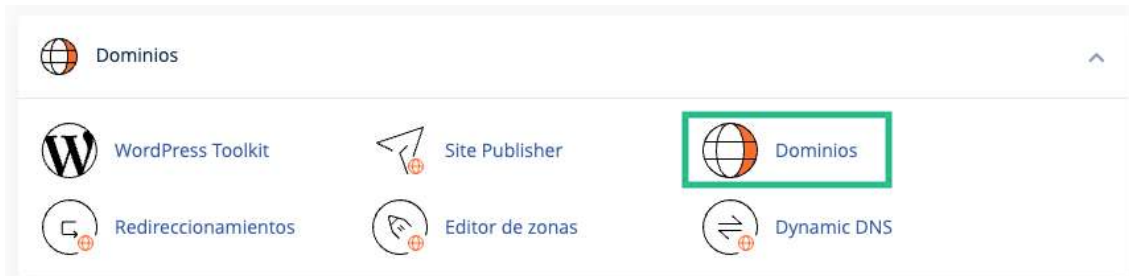 Dominios
WordPress Toolkit
Site Publisher
Dominios
Redireccionamientos
Editor de zonas
Dynamic DNS